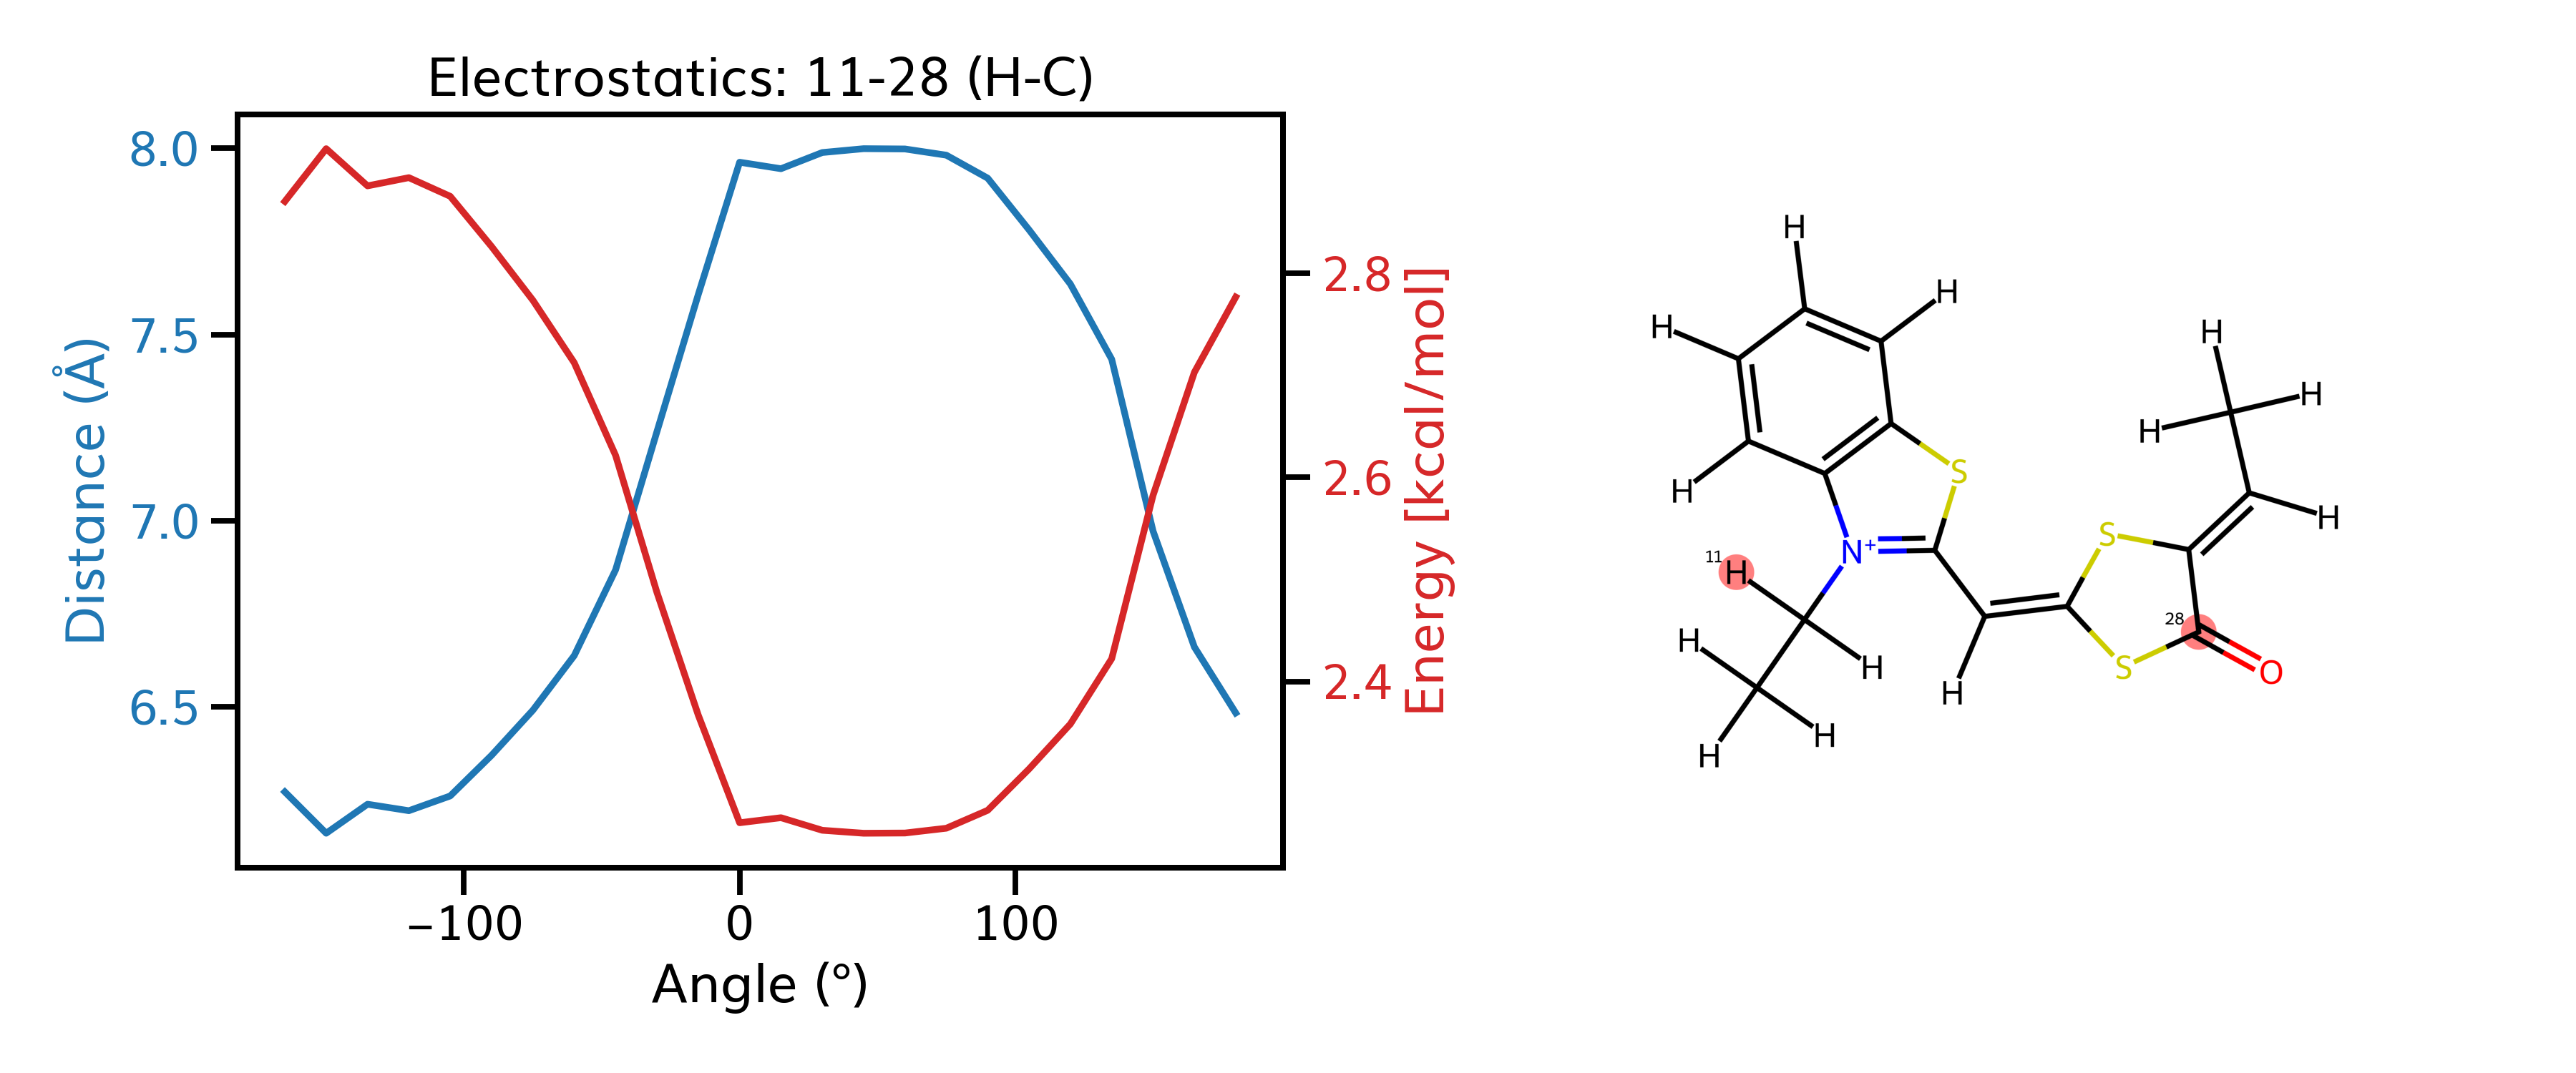 Electrostatics: 11-28 (H-C)
8.0
7.5
7.0
6.5
Distance (Å)
2.8
2.6
2.4
Energy [kcal/mol]
−100
0
100
Angle (°)
H
H
H
H
H
H
H
H
S
N⁺
S
11
H
28
H
H
S
O
H
H
H